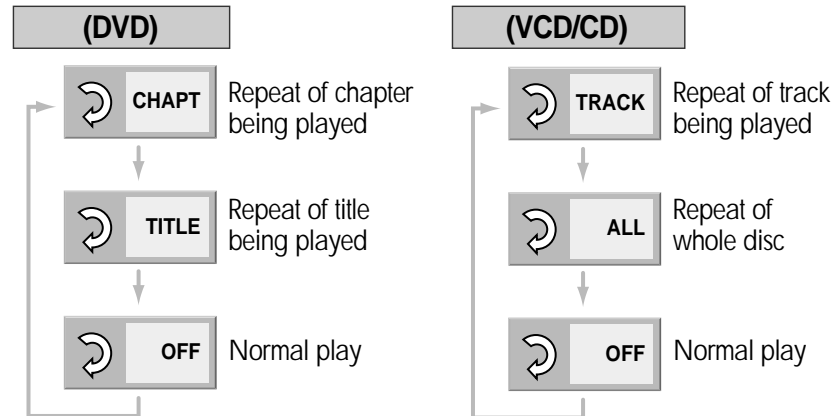 (DVD)
CHAPT
Repeat of chapter
being played
TITLE
Repeat of title
being played
OFF
Normal play
(VCD/CD)
TRACK
Repeat of track
being played
ALL
Repeat of
whole disc
OFF
Normal play